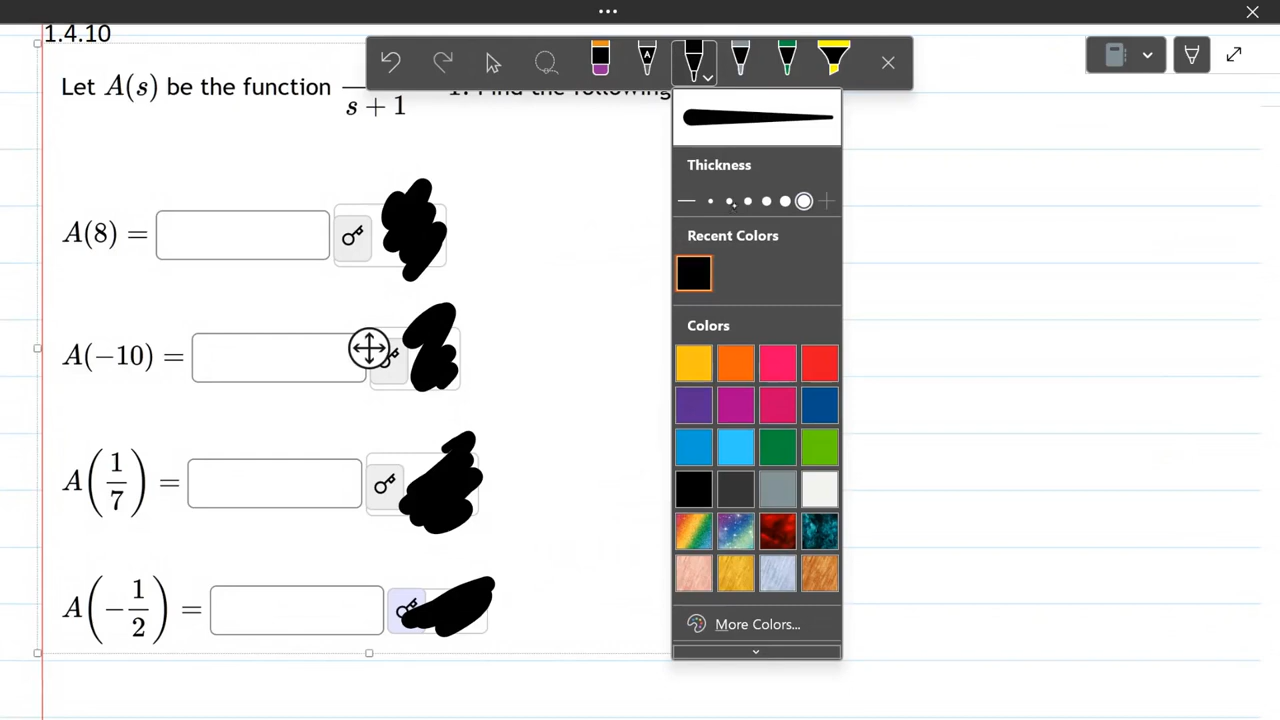 1.4.10
Let A(s) be the function
s + 1
A(8) =
A(−10) =
A(1/7) =
A(−1/2) =
A
Thickness
Recent Colors
Colors
More Colors...